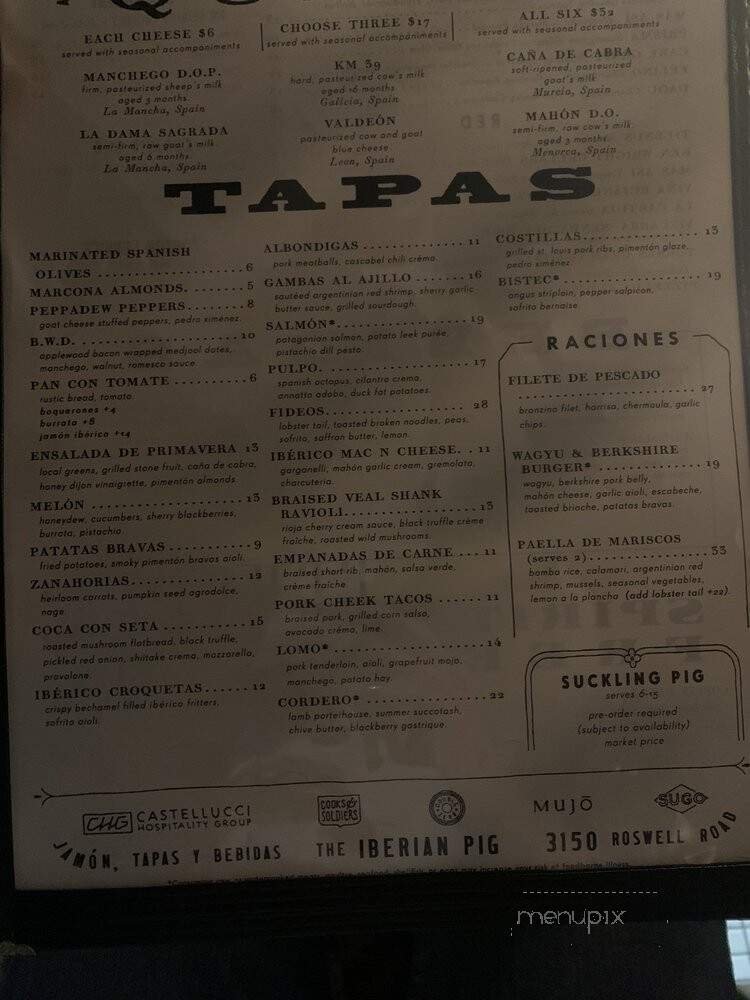 EACH CHEESE $6
served with seasonal accompaniments
CHOOSE THREE $17
served with seasonal accompaniments
ALL SIX $32
served with seasonal accompaniments
MANCHEGO D.O.P.
firm, pasteurized sheep's milk
aged 3 months
La Mancha, Spain
KM 39
hard, pasteurized cow's milk
aged 16 months
Galicia, Spain
CAÑA DE CABRA
soft-ripened, pasteurized
goat's milk
Murcia, Spain
LA DAMA SAGRADA
semi-firm, raw goat's milk
aged 6 months
La Mancha, Spain
VALDEÓN
pasteurized cow and goat
blue cheese
Leon, Spain
MAHÓN D.O.
semi-firm, raw cow's milk
aged 3 months
Menorca, Spain
TAPAS
MARINATED SPANISH
OLIVES 6
MARCONA ALMONDS. 5
PEPPADEW PEPPERS 8
goat cheese stuffed peppers, pedro ximenez.
B.W.D. 10
applewood bacon wrapped medjool dates,
manchego, walnut, romesco sauce
PAN CON TOMATE 6
rustic bread, tomato.
boquerones +4
burrata +8
jamón ibérico +14
ENSALADA DE PRIMAVERA 13
local greens, grilled stone fruit, caña de cabra,
honey dijon vinaigrette, pimentón almonds.
MELÓN 13
honeydew, cucumbers, sherry blackberries,
burrata, pistachio.
PATATAS BRAVAS 9
fried potatoes, smoky pimentón bravas aioli.
ZANAHORIAS 12
heirloom carrots, pumpkin seed agrodolce,
nage.
COCA CON SETA 15
roasted mushroom flatbread, black truffle,
pickled red onion, shiitake crema, mozzarella,
provolone.
IBÉRICO CROQUETAS 12
crispy bechamel filled ibérico fritters,
sofrito aioli.
ALBONDIGAS 11
pork meatballs, cascabel chili créma.
GAMBAS AL AJILLO 16
sautéed argentinian red shrimp, sherry garlic
butter sauce, grilled sourdough.
SALMÓN* 19
patagonian salmon, potato leek purée,
pistachio dill pesto.
PULPO. 17
spanish octopus, cilantro crema,
annatto adobo, duck fat potatoes.
FIDEOS 28
lobster tail, toasted broken noodles, peas,
sofrito, saffron butter, lemon.
IBÉRICO MAC N CHEESE. 11
garganelli, mahón garlic cream, gremolata,
charcuteria.
BRAISED VEAL SHANK
RAVIOLI 13
rioja cherry cream sauce, black truffle crème
fraîche, roasted wild mushrooms.
EMPANADAS DE CARNE 11
braised short-rib, mahón, salsa verde,
crème fraîche.
PORK CHEEK TACOS 11
braised pork, grilled corn salsa,
avocado créma, lime.
LOMO* 14
pork tenderloin, aioli, grapefruit mojo,
manchego, potato hay.
CORDERO* 22
lamb porterhouse, summer succotash,
chive butter, blackberry gastrique.
COSTILLAS 13
grilled st. louis pork ribs, pimentón glaze,
pedro ximénez.
BISTEC* 19
angus striploin, pepper salpicon,
sofrito bernaise.
RACIONES
FILETE DE PESCADO
27
bronzino filet, harrisa, chermoula, garlic
chips.
WAGYU & BERKSHIRE
BURGER* 19
wagyu, berkshire pork belly,
mahón cheese, garlic aioli, escabeche,
toasted brioche, patatas bravas.
PAELLA DE MARISCOS
(serves 2) 33
bomba rice, calamari, argentinian red
shrimp, mussels, seasonal vegetables,
lemon a la plancha (add lobster tail +22).
SUCKLING PIG
serves 6-15
pre-order required
(subject to availability)
market price
CHG CASTELLUCCI
HOSPITALITY GROUP
COOKS &
SOLDIERS
DOUBLE
ZERO
MUJŌ
SUGO
JAMÓN, TAPAS Y BEBIDAS THE IBERIAN PIG 3150 ROSWELL ROAD
menupix